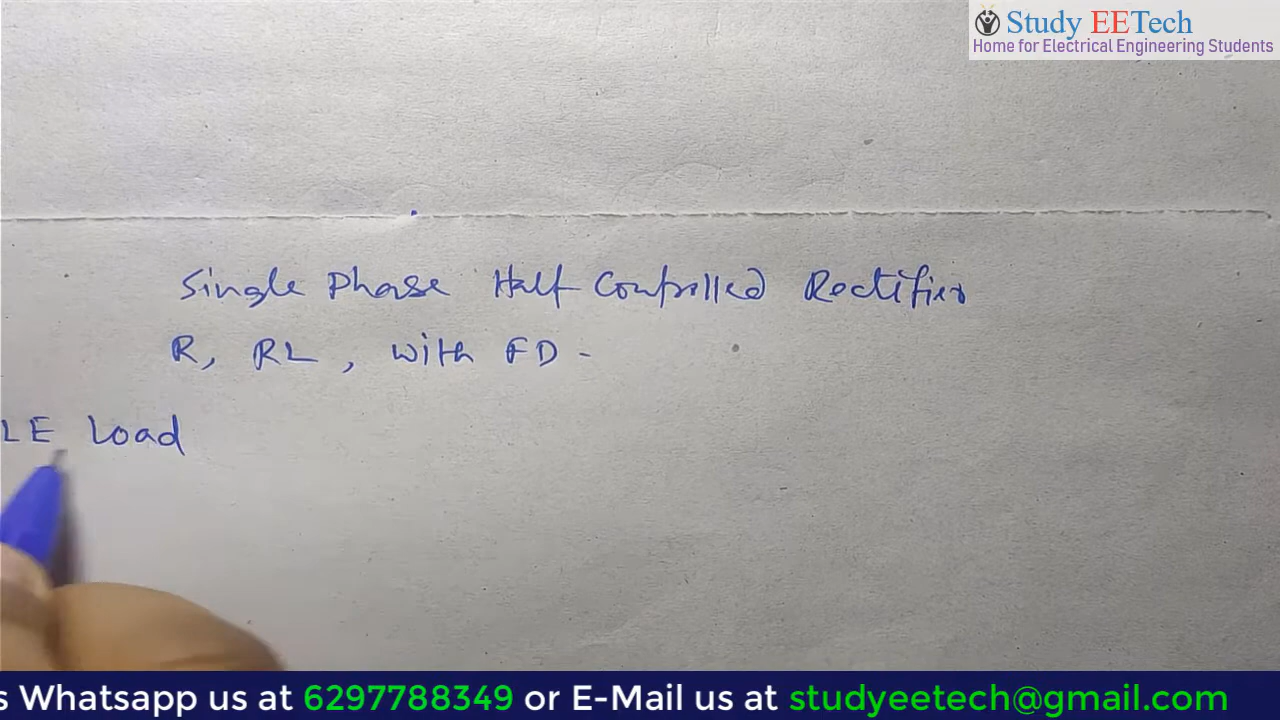 Study EETech
Home for Electrical Engineering Students
Single Phase Half Controlled Rectifier
R, RL, with FD -
LE Load
s Whatsapp us at 6297788349 or E-Mail us at studyeetech@gmail.com